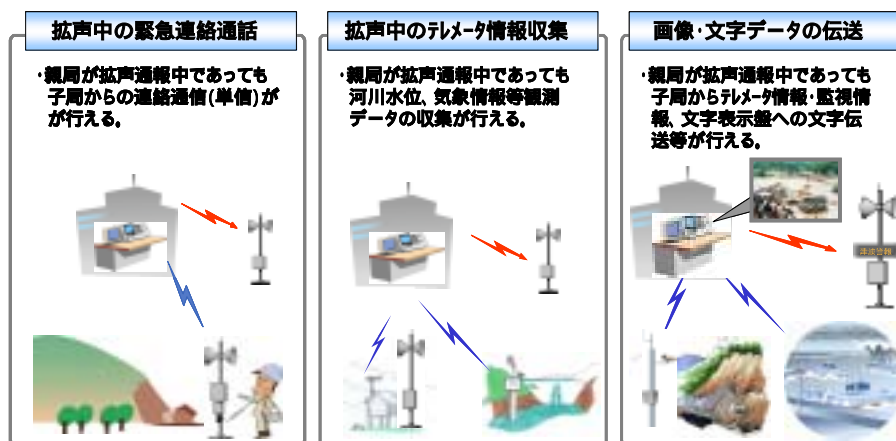 拡声中の緊急連絡通話
・親局が拡声通報中であっても
子局からの連絡通信(単信)が
が行える。
拡声中のテレメータ情報収集
・親局が拡声通報中であっても
河川水位、気象情報等観測
データの収集が行える。
画像・文字データの伝送
・親局が拡声通報中であっても
子局からテレメータ情報・監視情
報、文字表示盤への文字伝
送等が行える。